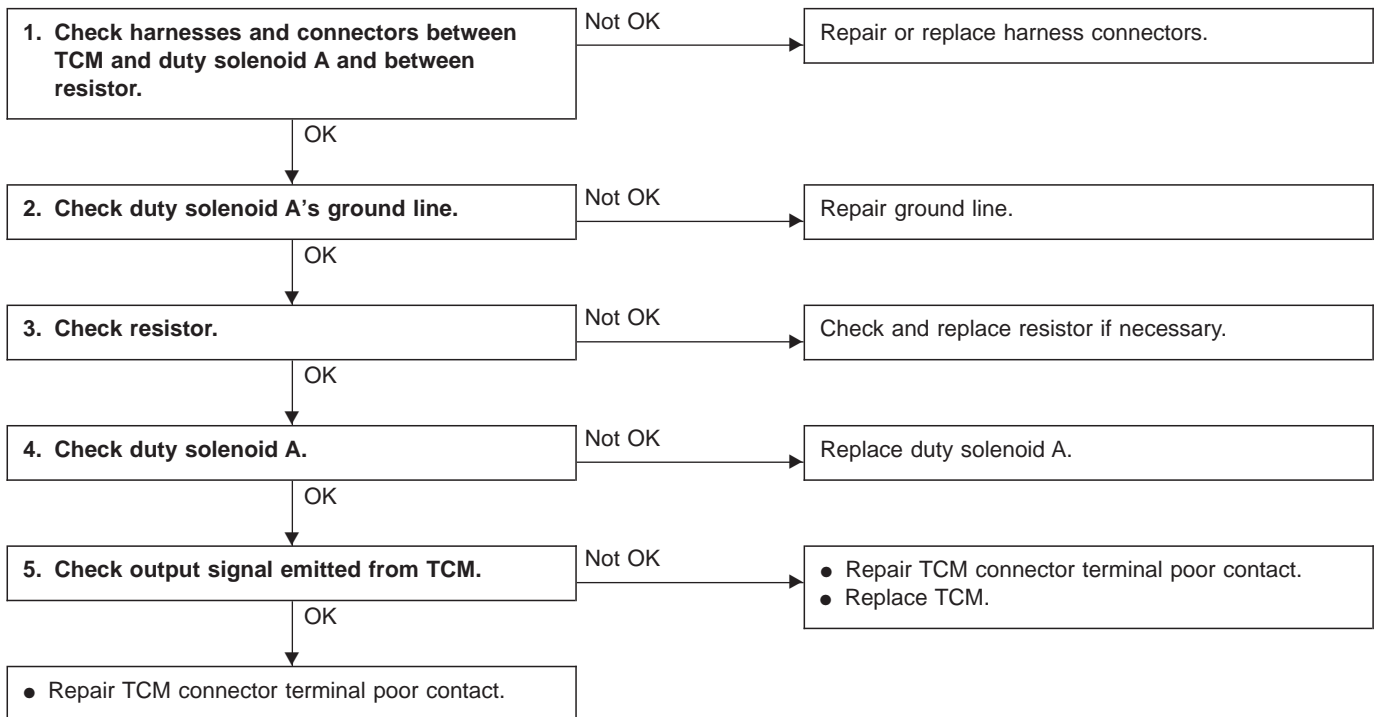 1. Check harnesses and connectors between
TCM and duty solenoid A and between
resistor.
Not OK
Repair or replace harness connectors.
OK
2. Check duty solenoid A’s ground line.
Not OK
Repair ground line.
OK
3. Check resistor.
Not OK
Check and replace resistor if necessary.
OK
4. Check duty solenoid A.
Not OK
Replace duty solenoid A.
OK
5. Check output signal emitted from TCM.
Not OK
● Repair TCM connector terminal poor contact.
● Replace TCM.
OK
● Repair TCM connector terminal poor contact.